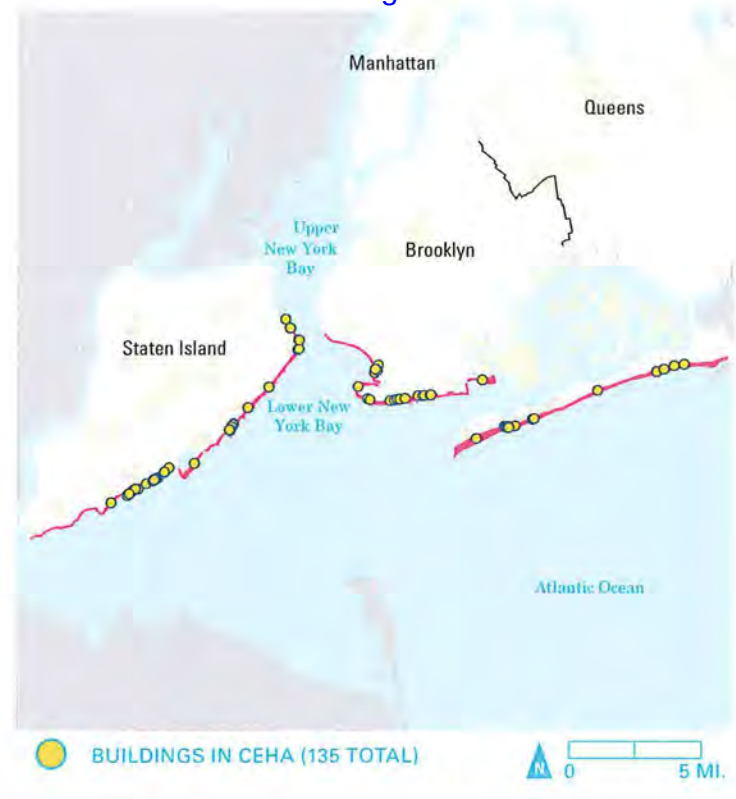 Manhattan
Queens
Upper
New York
Bay
Brooklyn
Staten Island
Lower New
York Bay
Atlantic Ocean
BUILDINGS IN CEHA (135 TOTAL)
N
0
5 MI.